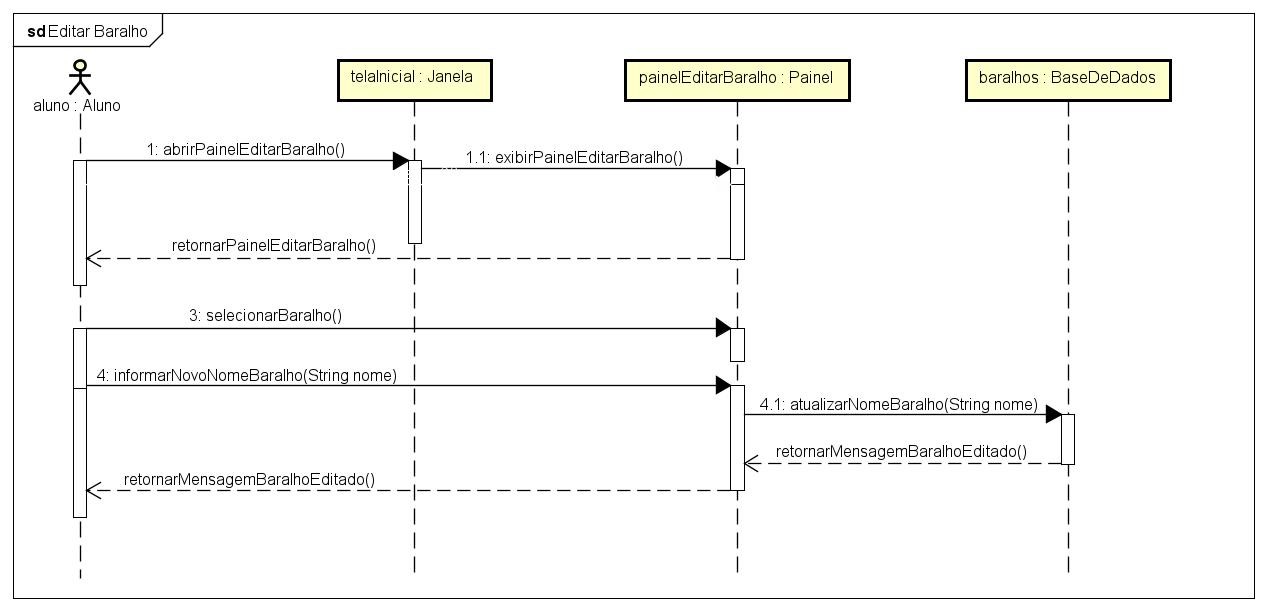 sd Editar Baralho
aluno : Aluno
telaInicial : Janela
painelEditarBaralho : Painel
baralhos : BaseDeDados
1: abrirPainelEditarBaralho()
1.1: exibirPainelEditarBaralho()
retornarPainelEditarBaralho()
3: selecionarBaralho()
4: informarNovoNomeBaralho(String nome)
4.1: atualizarNomeBaralho(String nome)
retornarMensagemBaralhoEditado()
retornarMensagemBaralhoEditado()